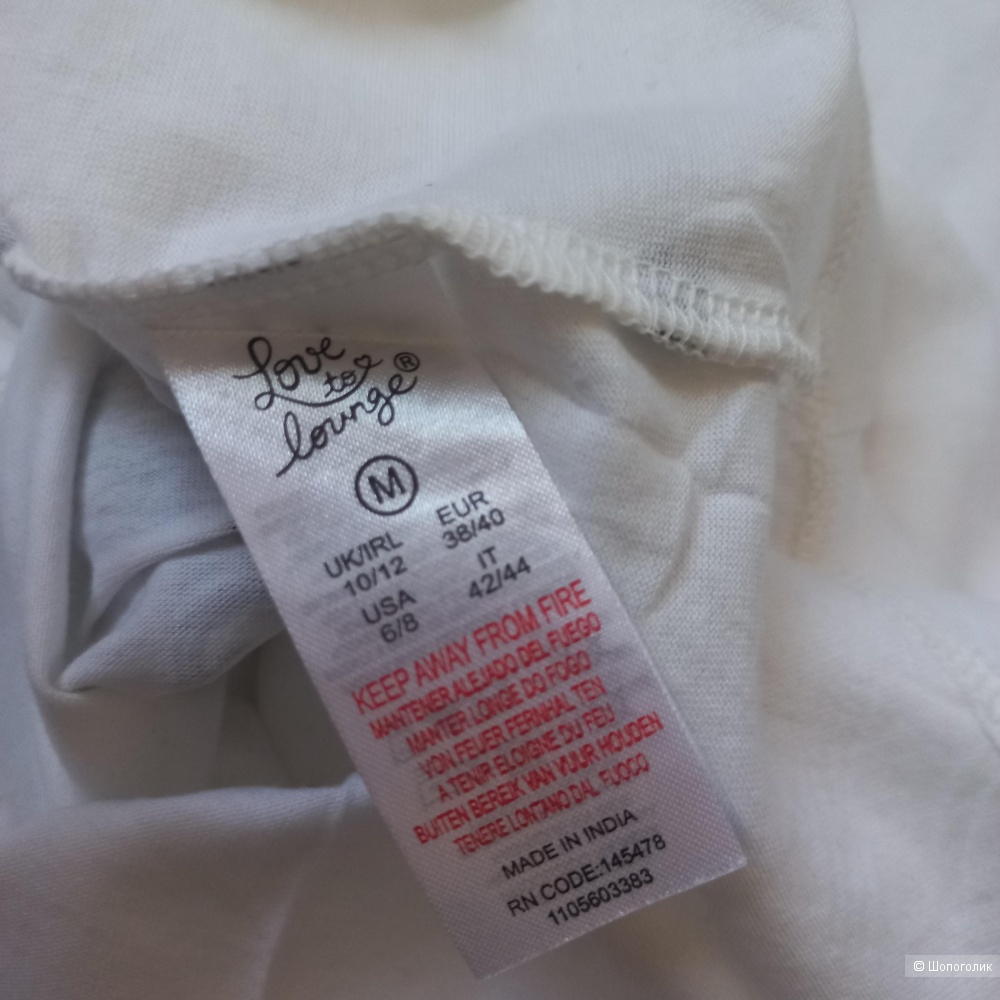 Love
to
lounge®
M
UK/IRL
10/12
EUR
38/40
USA
6/8
IT
42/44
KEEP AWAY FROM FIRE
MANTENER ALEJADO DEL FUEGO
MANTER LONGE DO FOGO
VON FEUER FERNHALTEN
A TENIR ELOIGNE DU FEU
BUITEN BEREIK VAN VUUR HOUDEN
TENERE LONTANO DAL FUOCO
MADE IN INDIA
RN CODE:145478
1105603383
© Шопоголик